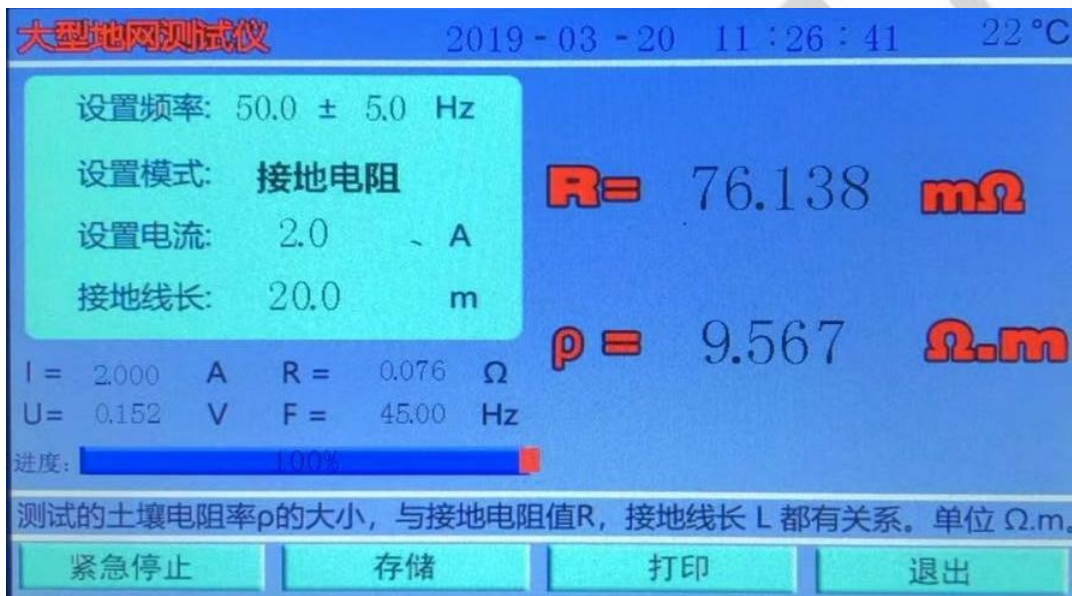 大型地网测试仪 2019-03-20 11:26:41 22°C
设置频率: 50.0 ± 5.0 Hz
设置模式: 接地电阻
设置电流: 2.0 A
接地线长: 20.0 m
R= 76.138 mΩ
ρ= 9.567 Ω.m
I = 2.000 A R = 0.076 Ω
U= 0.152 V F = 45.00 Hz
进度: 100%
测试的土壤电阻率ρ的大小，与接地电阻值R，接地线长 L 都有关系。单位 Ω.m。
紧急停止 存储 打印 退出